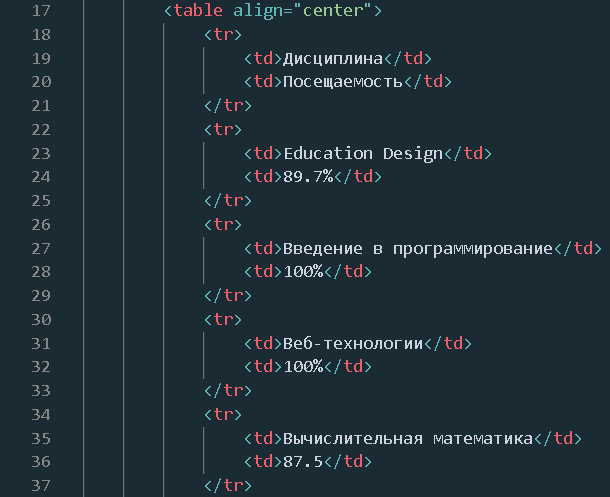 17 <table align="center">
18 <tr>
19 <td>Дисциплина</td>
20 <td>Посещаемость</td>
21 </tr>
22 <tr>
23 <td>Education Design</td>
24 <td>89.7%</td>
25 </tr>
26 <tr>
27 <td>Введение в программирование</td>
28 <td>100%</td>
29 </tr>
30 <tr>
31 <td>Веб-технологии</td>
32 <td>100%</td>
33 </tr>
34 <tr>
35 <td>Вычислительная математика</td>
36 <td>87.5</td>
37 </tr>